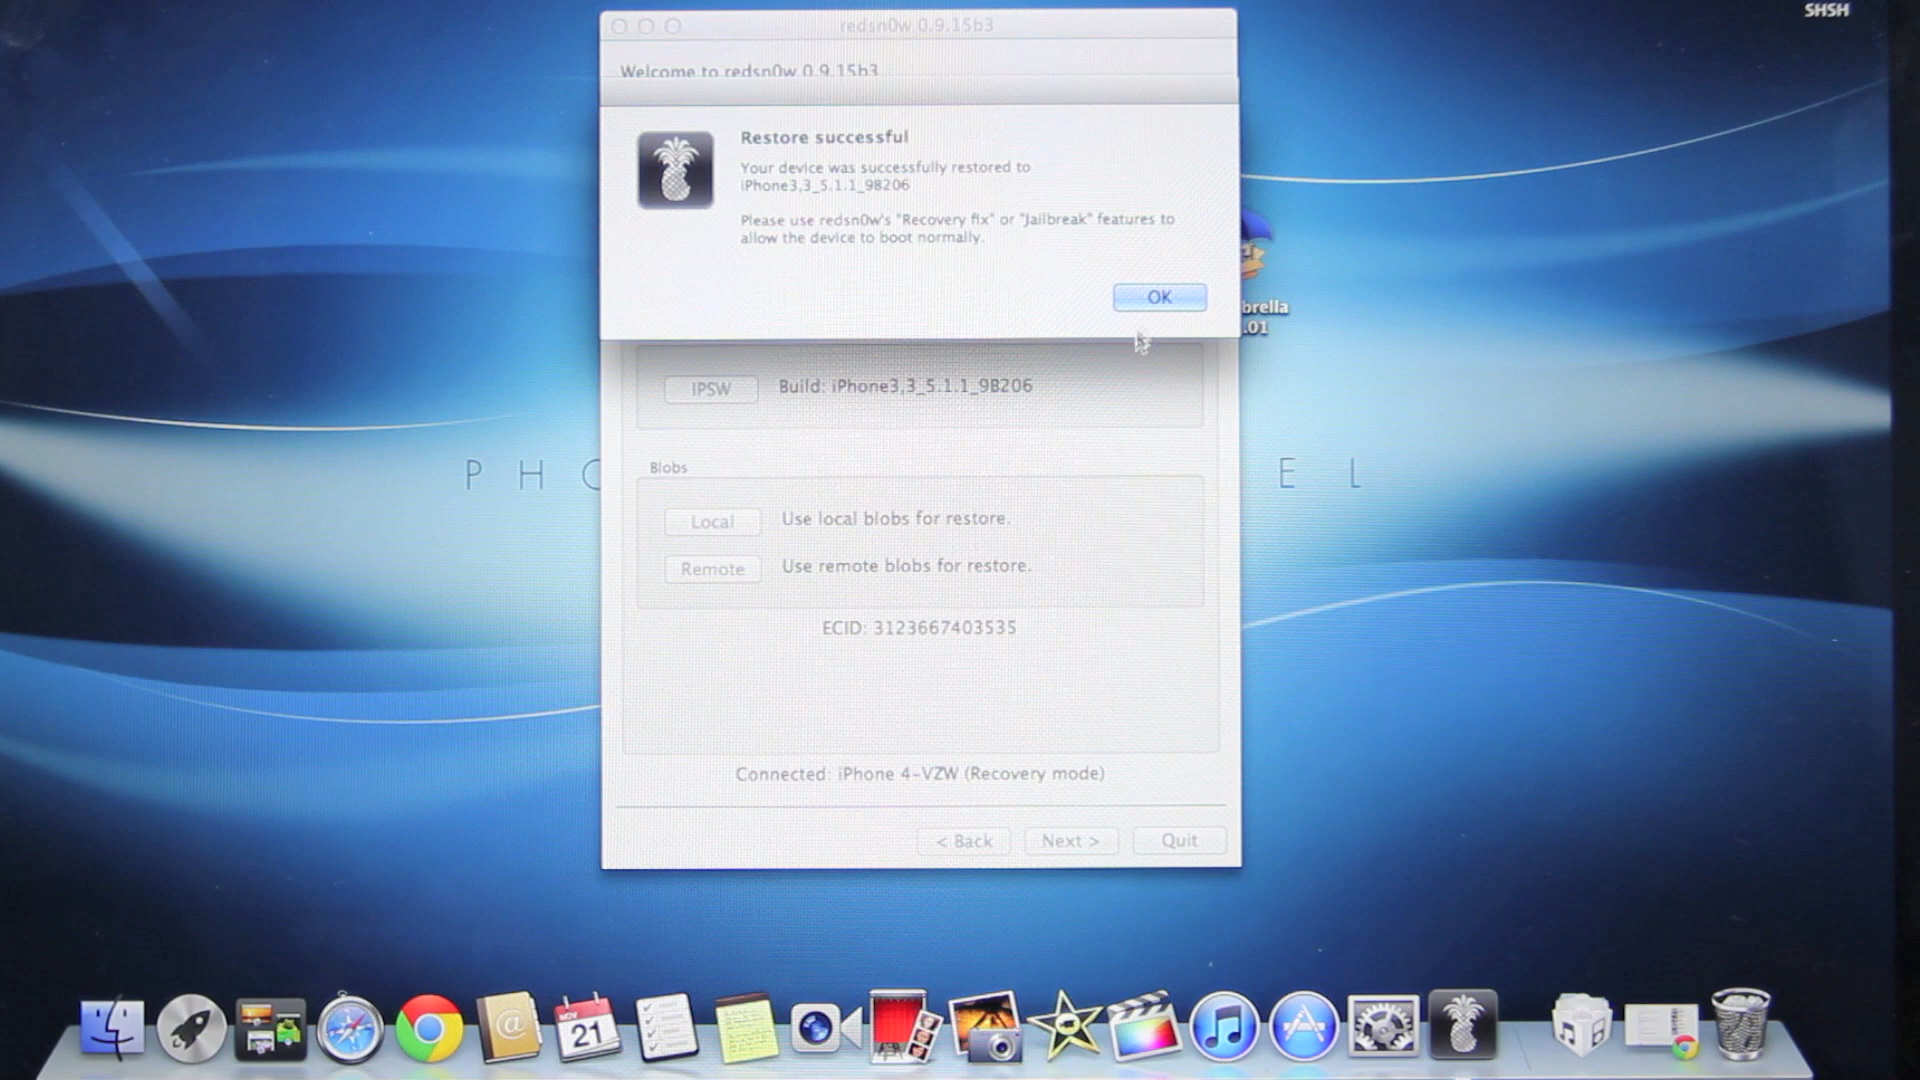 SHSH
redsn0w 0.9.15b3
Welcome to redsn0w 0.9.15b3
Restore successful
Your device was successfully restored to
iPhone3,3_5.1.1_9B206
Please use redsn0w's "Recovery fix" or "Jailbreak" features to
allow the device to boot normally.
OK
brella
.01
IPSW
Build: iPhone3,3_5.1.1_9B206
P H O
E L
Blobs
Local
Use local blobs for restore.
Remote
Use remote blobs for restore.
ECID: 3123667403535
Connected: iPhone 4-VZW (Recovery mode)
< Back
Next >
Quit
NOV
21